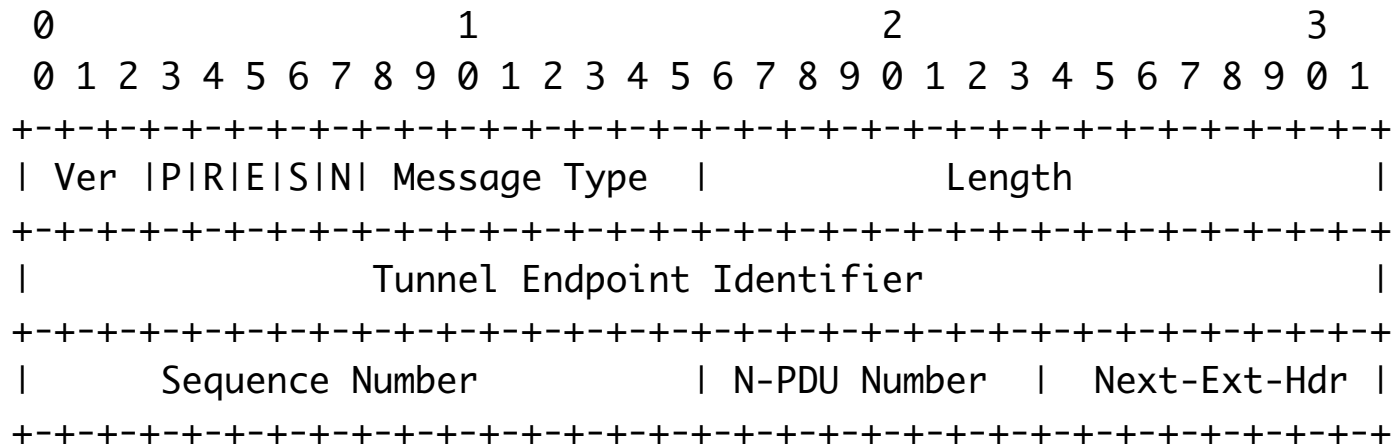 0                   1                   2                   3
 0 1 2 3 4 5 6 7 8 9 0 1 2 3 4 5 6 7 8 9 0 1 2 3 4 5 6 7 8 9 0 1
+-+-+-+-+-+-+-+-+-+-+-+-+-+-+-+-+-+-+-+-+-+-+-+-+-+-+-+-+-+-+-+-+
| Ver |P|R|E|S|N| Message Type  |           Length              |
+-+-+-+-+-+-+-+-+-+-+-+-+-+-+-+-+-+-+-+-+-+-+-+-+-+-+-+-+-+-+-+-+
|                Tunnel Endpoint Identifier                     |
+-+-+-+-+-+-+-+-+-+-+-+-+-+-+-+-+-+-+-+-+-+-+-+-+-+-+-+-+-+-+-+-+
|      Sequence Number          | N-PDU Number  |  Next-Ext-Hdr |
+-+-+-+-+-+-+-+-+-+-+-+-+-+-+-+-+-+-+-+-+-+-+-+-+-+-+-+-+-+-+-+-+